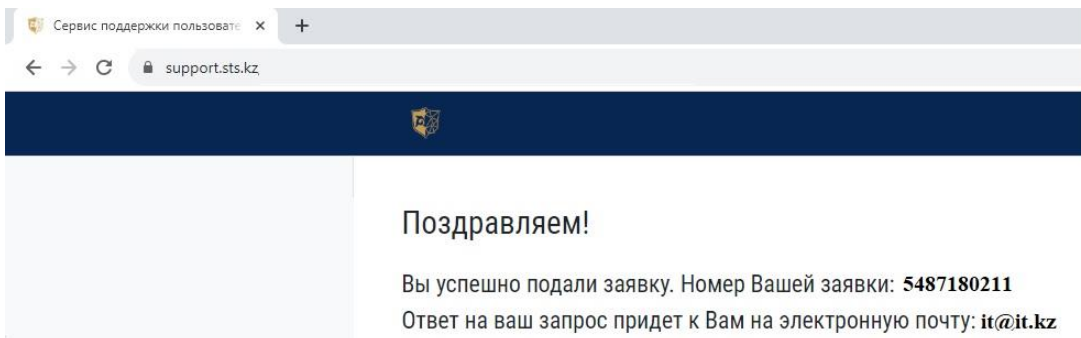 Сервис поддержки пользовате
support.sts.kz
Поздравляем!
Вы успешно подали заявку. Номер Вашей заявки: 5487180211
Ответ на ваш запрос придет к Вам на электронную почту: it@it.kz